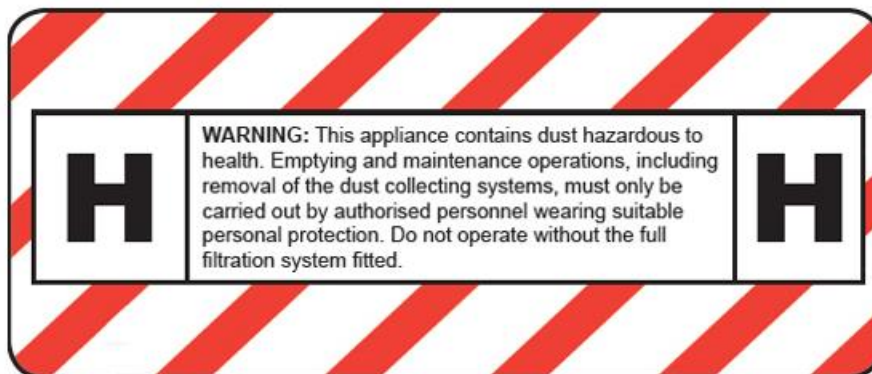 H
WARNING: This appliance contains dust hazardous to
health. Emptying and maintenance operations, including
removal of the dust collecting systems, must only be
carried out by authorised personnel wearing suitable
personal protection. Do not operate without the full
filtration system fitted.
H